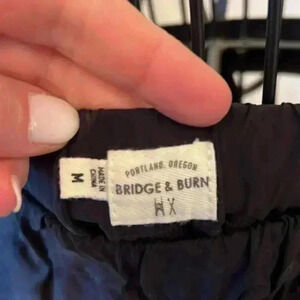 PORTLAND, OREGON
BRIDGE & BURN
M
MADE IN
CHINA